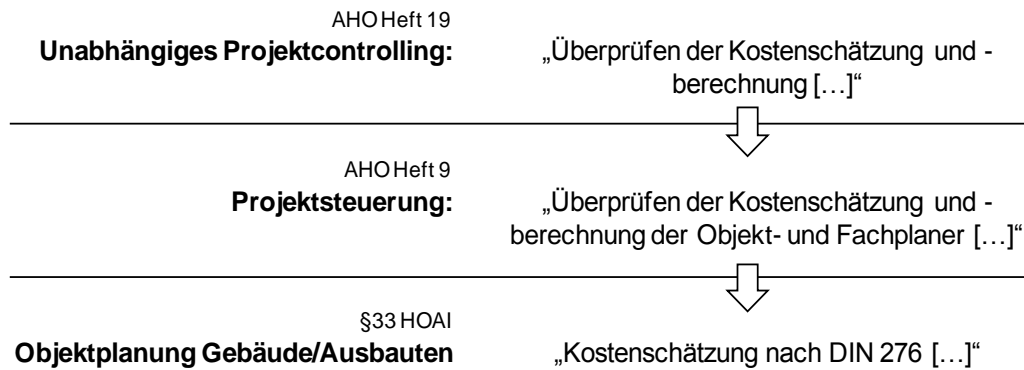 AHO Heft 19
Unabhängiges Projektcontrolling:
„Überprüfen der Kostenschätzung und -
berechnung […]“
AHO Heft 9
Projektsteuerung:
„Überprüfen der Kostenschätzung und -
berechnung der Objekt- und Fachplaner […]“
§33 HOAI
Objektplanung Gebäude/Ausbauten
„Kostenschätzung nach DIN 276 […]“